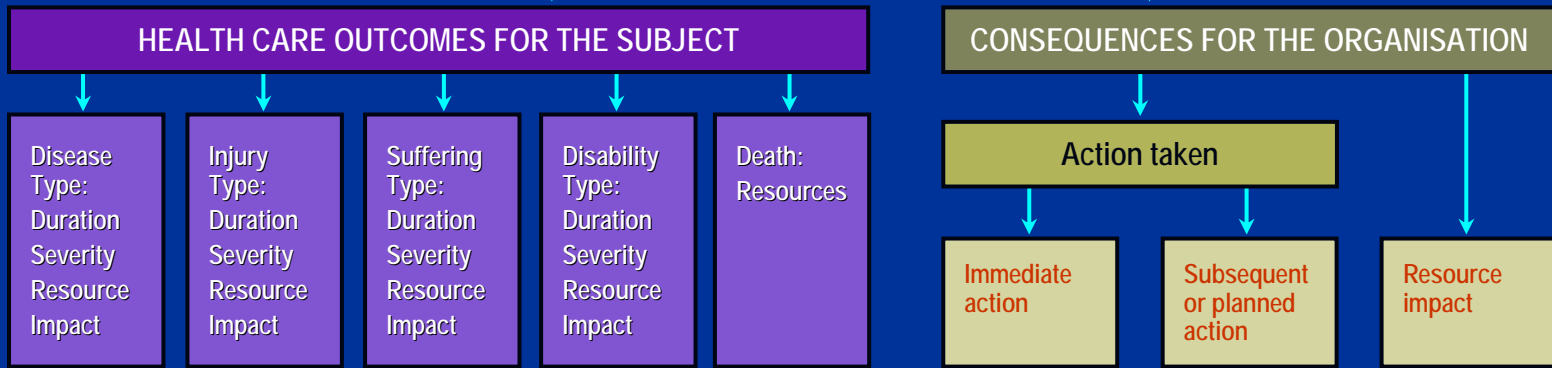 HEALTH CARE OUTCOMES FOR THE SUBJECT
Disease
Type:
Duration
Severity
Resource
Impact
Injury
Type:
Duration
Severity
Resource
Impact
Suffering
Type:
Duration
Severity
Resource
Impact
Disability
Type:
Duration
Severity
Resource
Impact
Death:
Resources
CONSEQUENCES FOR THE ORGANISATION
Action taken
Immediate
action
Subsequent
or planned
action
Resource
impact